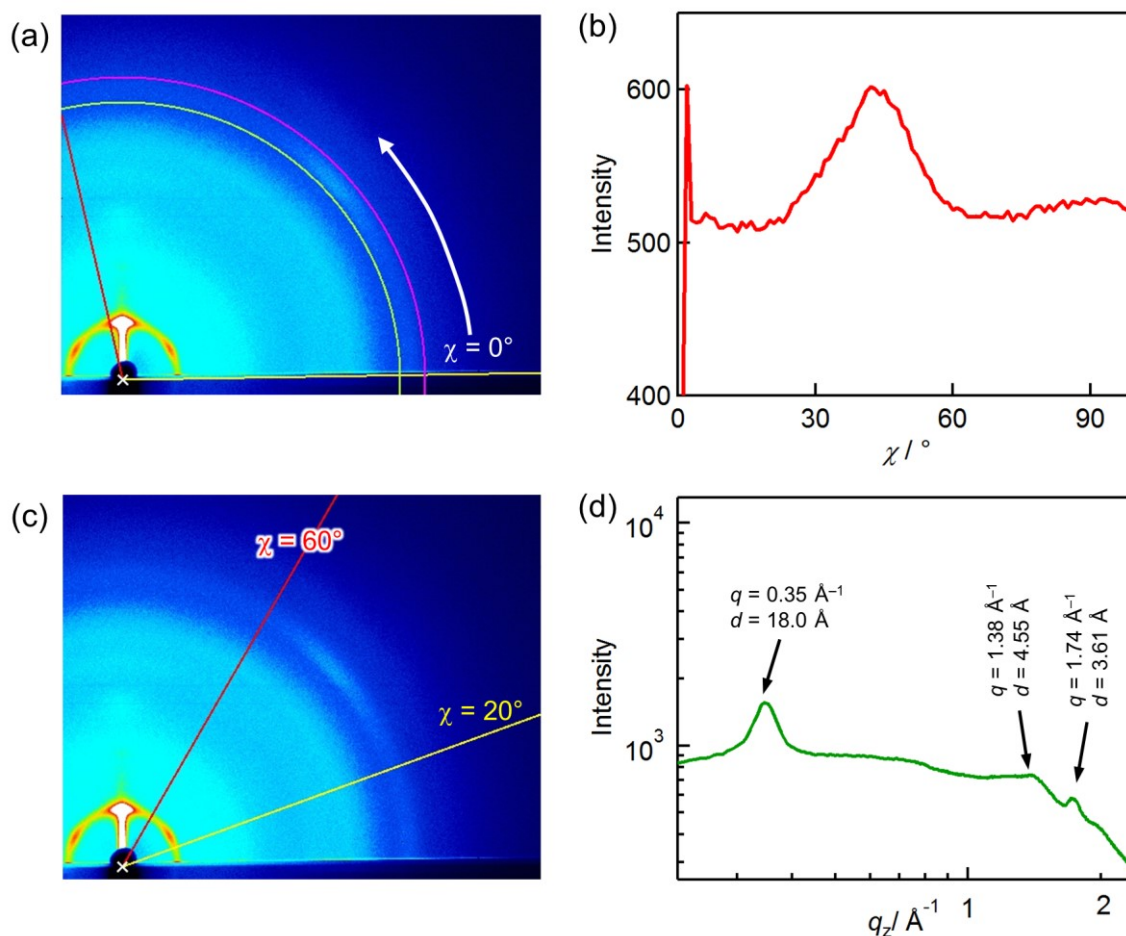 (a)
χ = 0°
(b)
Intensity
600
500
400
0
30
60
90
χ / °
(c)
χ = 60°
χ = 20°
(d)
Intensity
10⁴
10³
q = 0.35 Å⁻¹
d = 18.0 Å
q = 1.38 Å⁻¹
d = 4.55 Å
q = 1.74 Å⁻¹
d = 3.61 Å
1
2
q_z/ Å⁻¹